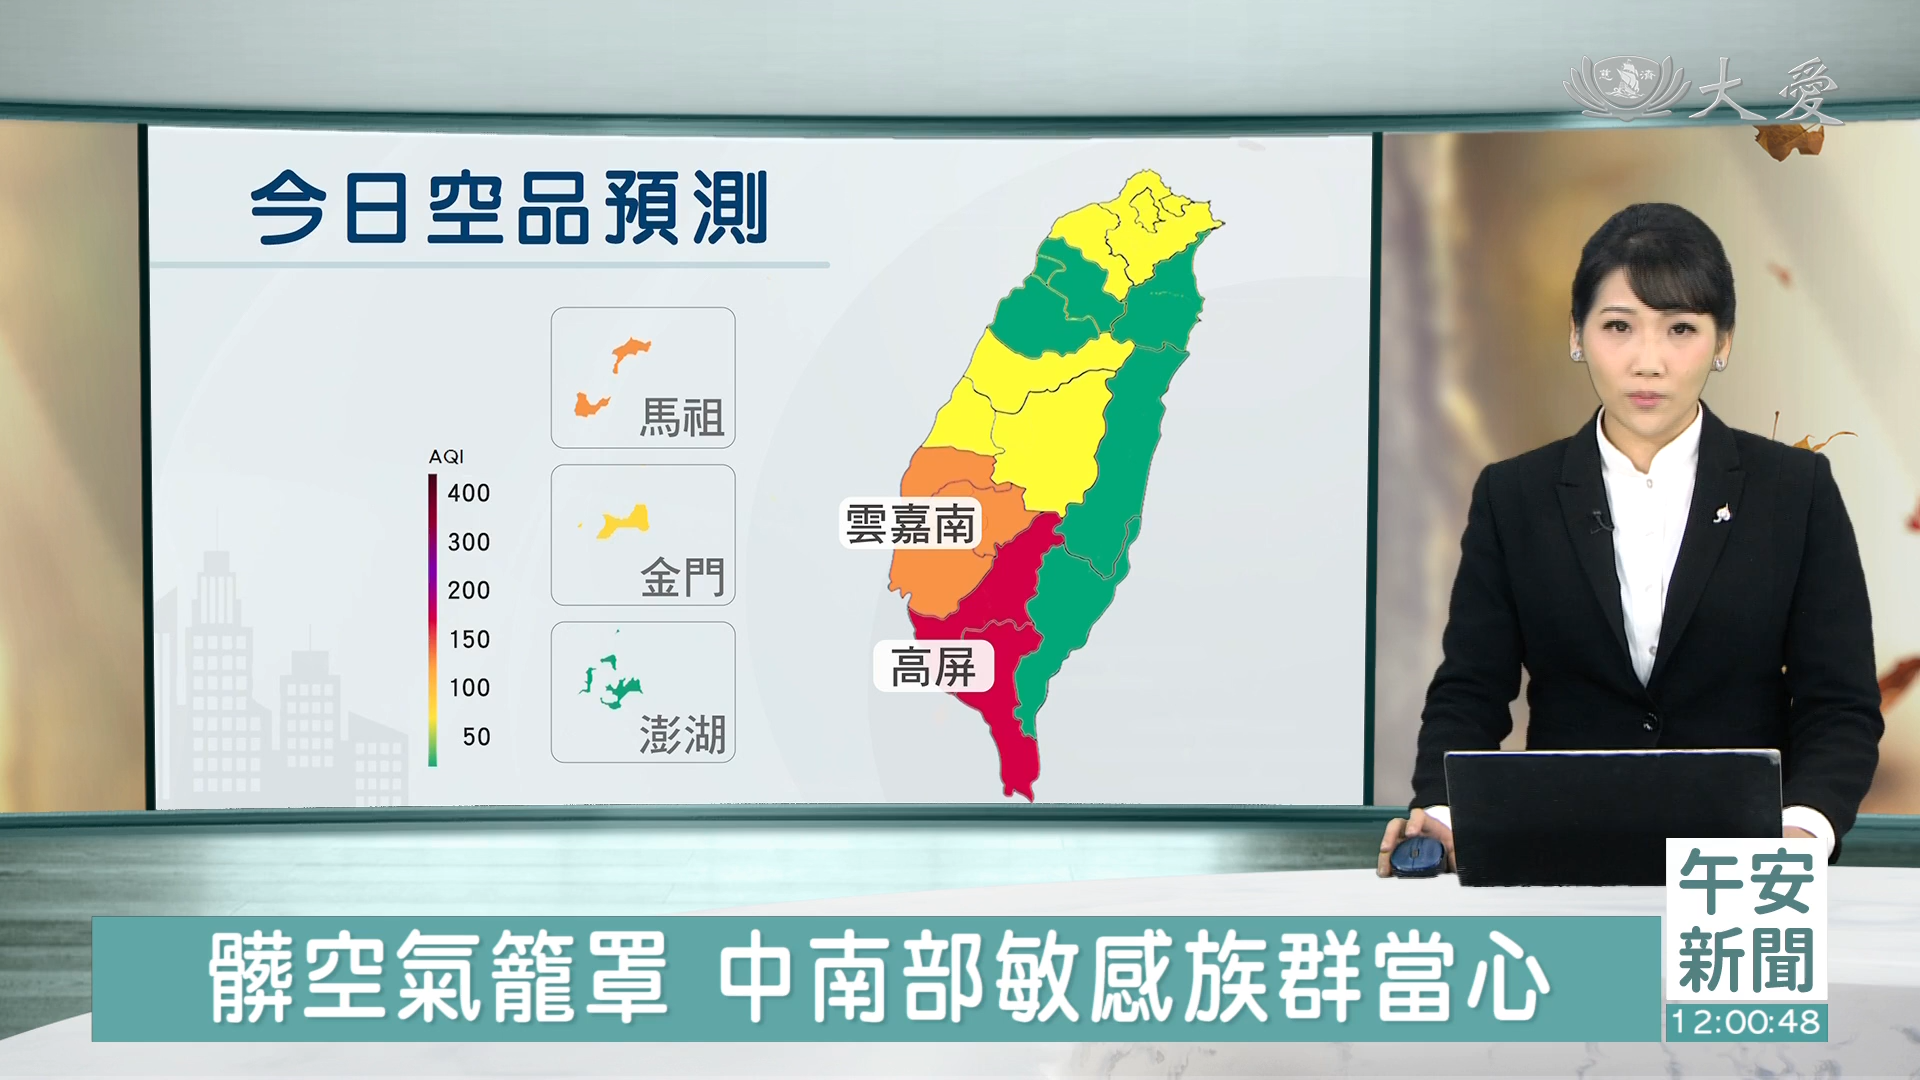 慈濟
大愛
今日空品預測
馬祖
金門
澎湖
AQI
400
300
200
150
100
50
雲嘉南
高屏
髒空氣籠罩 中南部敏感族群當心
午安
新聞
12:00:48